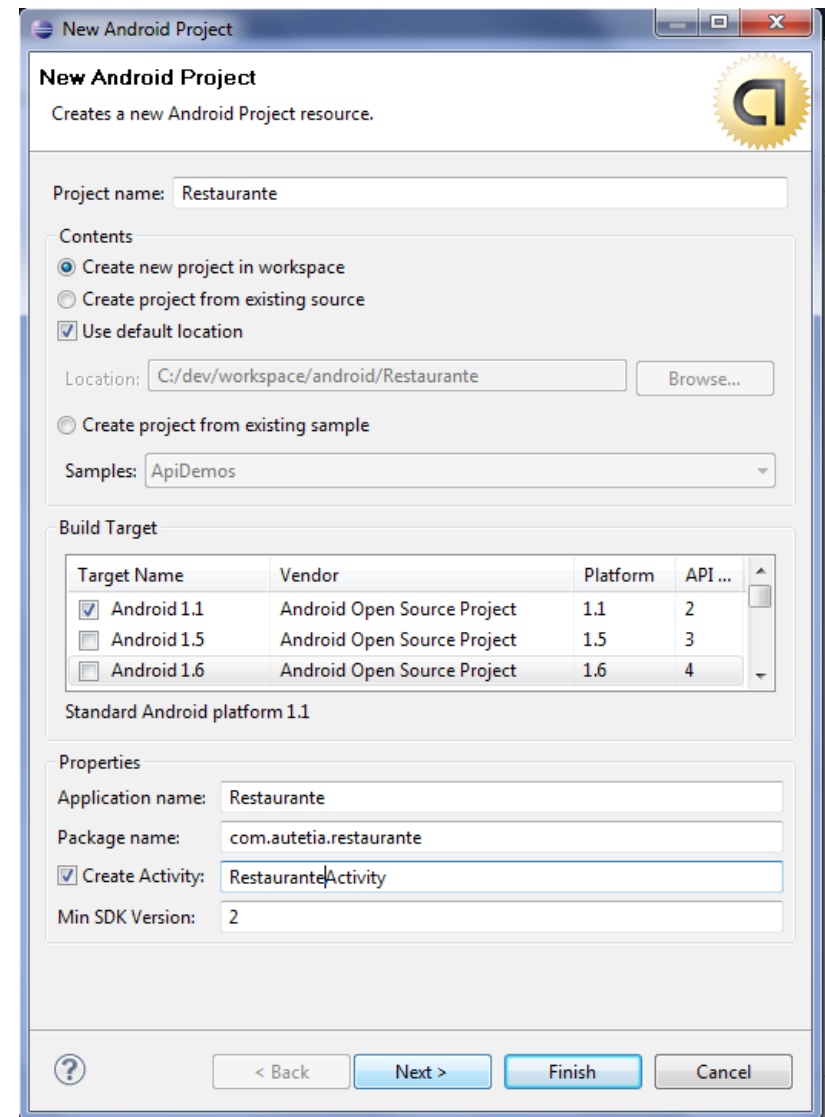 New Android Project
New Android Project
Creates a new Android Project resource.
Project name: Restaurante
Contents
Create new project in workspace
Create project from existing source
Use default location
Location: C:/dev/workspace/android/Restaurante Browse...
Create project from existing sample
Samples: ApiDemos
Build Target
Target Name Vendor Platform API ...
Android 1.1 Android Open Source Project 1.1 2
Android 1.5 Android Open Source Project 1.5 3
Android 1.6 Android Open Source Project 1.6 4
Standard Android platform 1.1
Properties
Application name: Restaurante
Package name: com.autetia.restaurante
Create Activity: RestauranteActivity
Min SDK Version: 2
? < Back Next > Finish Cancel